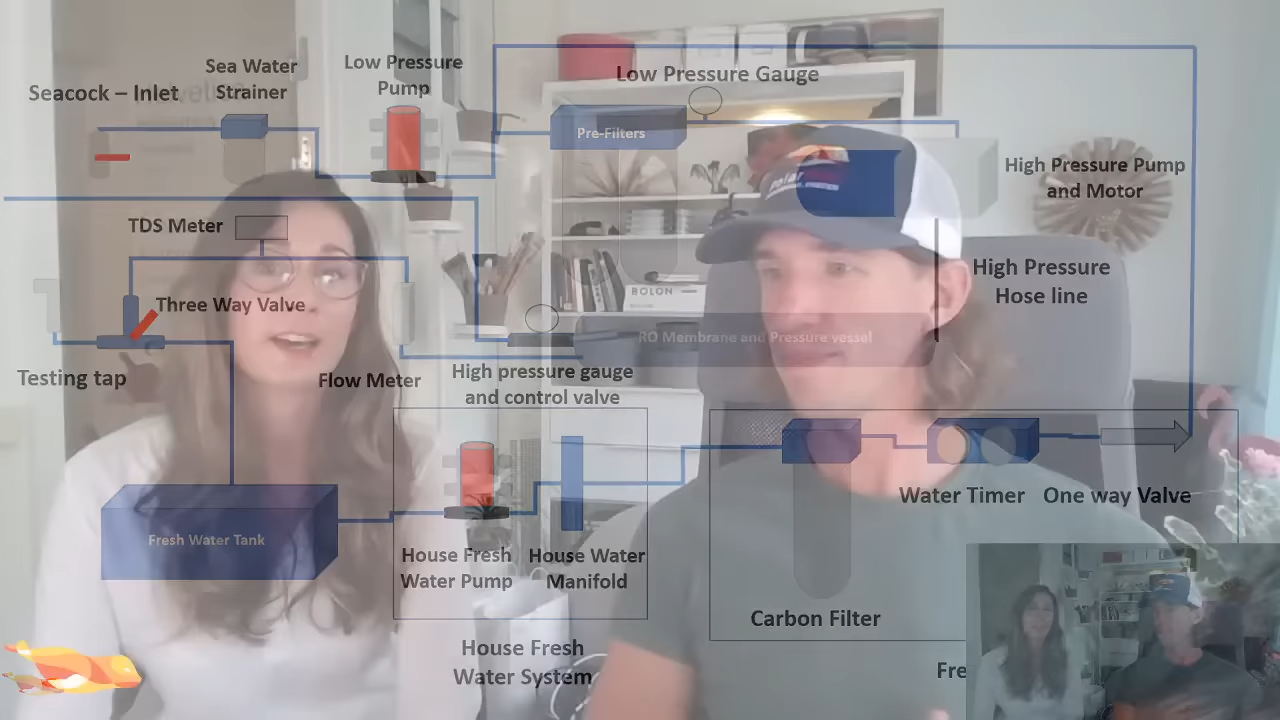 Seacock – Inlet
Sea Water
Strainer
Low Pressure
Pump
Low Pressure Gauge
Pre-Filters
High Pressure Pump
and Motor
TDS Meter
High Pressure
Hose line
Three Way Valve
BOLON
RO Membrane and Pressure vessel
Testing tap
Flow Meter
High pressure gauge
and control valve
Water Timer
One way Valve
Fresh Water Tank
House Fresh
Water Pump
House Water
Manifold
Carbon Filter
House Fresh
Water System
Fre